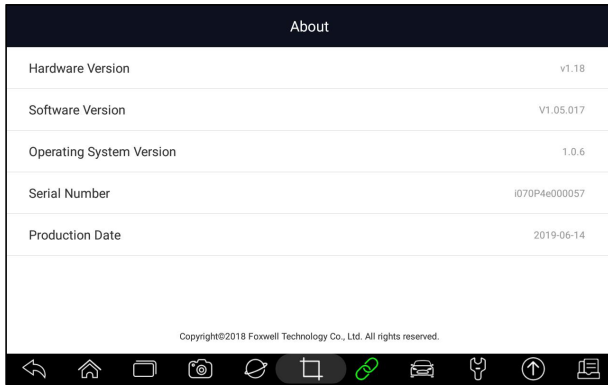 About
Hardware Version v1.18
Software Version V1.05.017
Operating System Version 1.0.6
Serial Number i070P4e000057
Production Date 2019-06-14
Copyright©2018 Foxwell Technology Co., Ltd. All rights reserved.